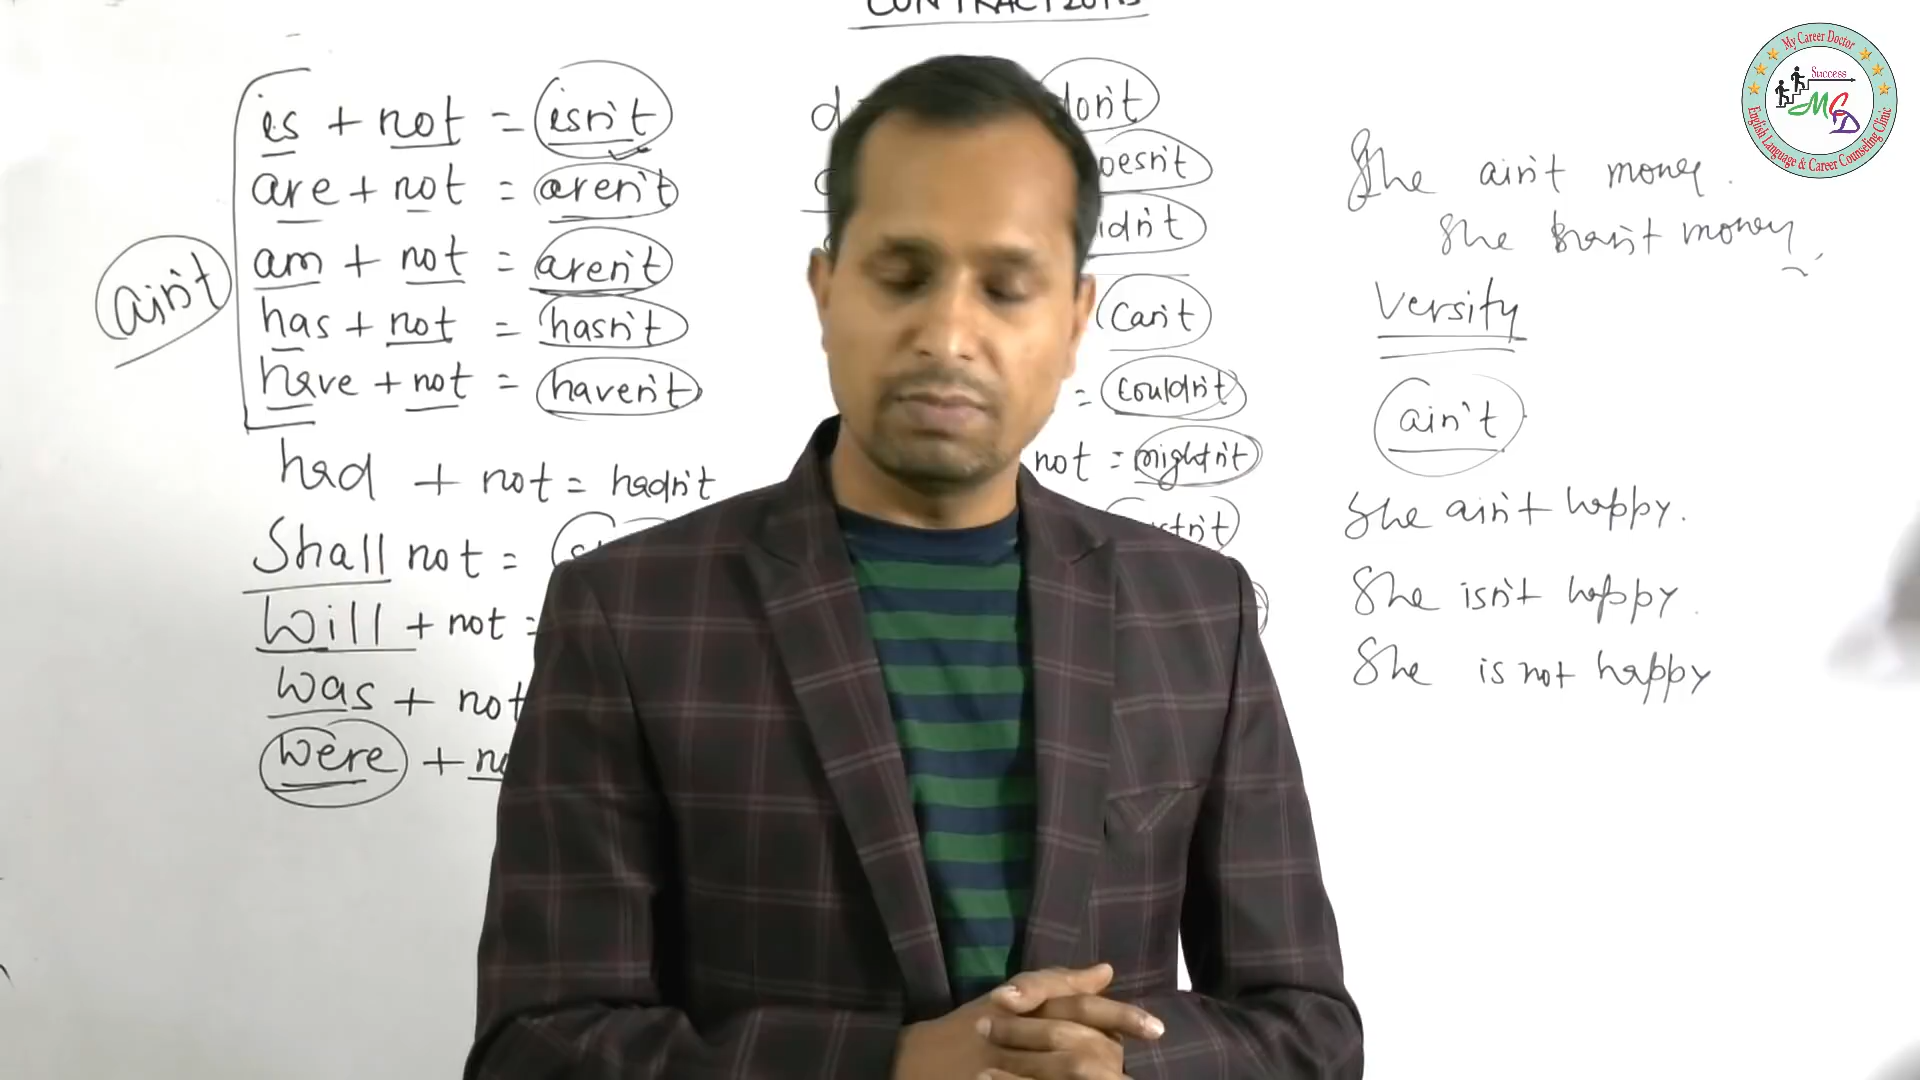 CONTRACTIONS
is + not = isn't
are + not = aren't
am + not = aren't
has + not = hasn't
have + not = haven't
had + not = hadn't
Shall not =
Will + not =
was + not
were +
ain't
don't
can't
= couldn't
not = mightn't
She ain't money.
She hasn't money
Versify
ain't
She ain't happy.
She isn't happy.
She is not happy
My Career Doctor
Success
MCD
English Language & Career Counseling Clinic